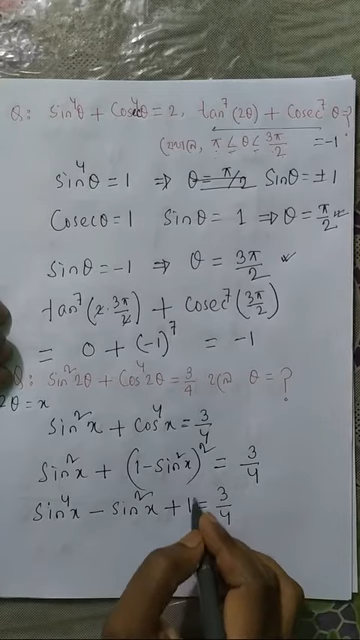 Q: sin⁴θ + cosec⁴θ = 2, tan⁷(2θ) + cosec⁷θ = ?
(যেখানে, π ≤ θ ≤ 3π/2 = -1
sin⁴θ = 1 ⇒ θ = π/2 sinθ = ±1
cosecθ = 1 sinθ = 1 ⇒ θ = π/2
sinθ = -1 ⇒ θ = 3π/2
tan⁷(2·3π/2) + cosec⁷(3π/2)
= 0 + (-1)⁷ = -1
Q: sin²2θ + cos⁴2θ = 3/4 হলে θ = ?
2θ = x
sin²x + cos⁴x = 3/4
sin²x + (1-sin²x)² = 3/4
sin⁴x - sin²x + 1 = 3/4